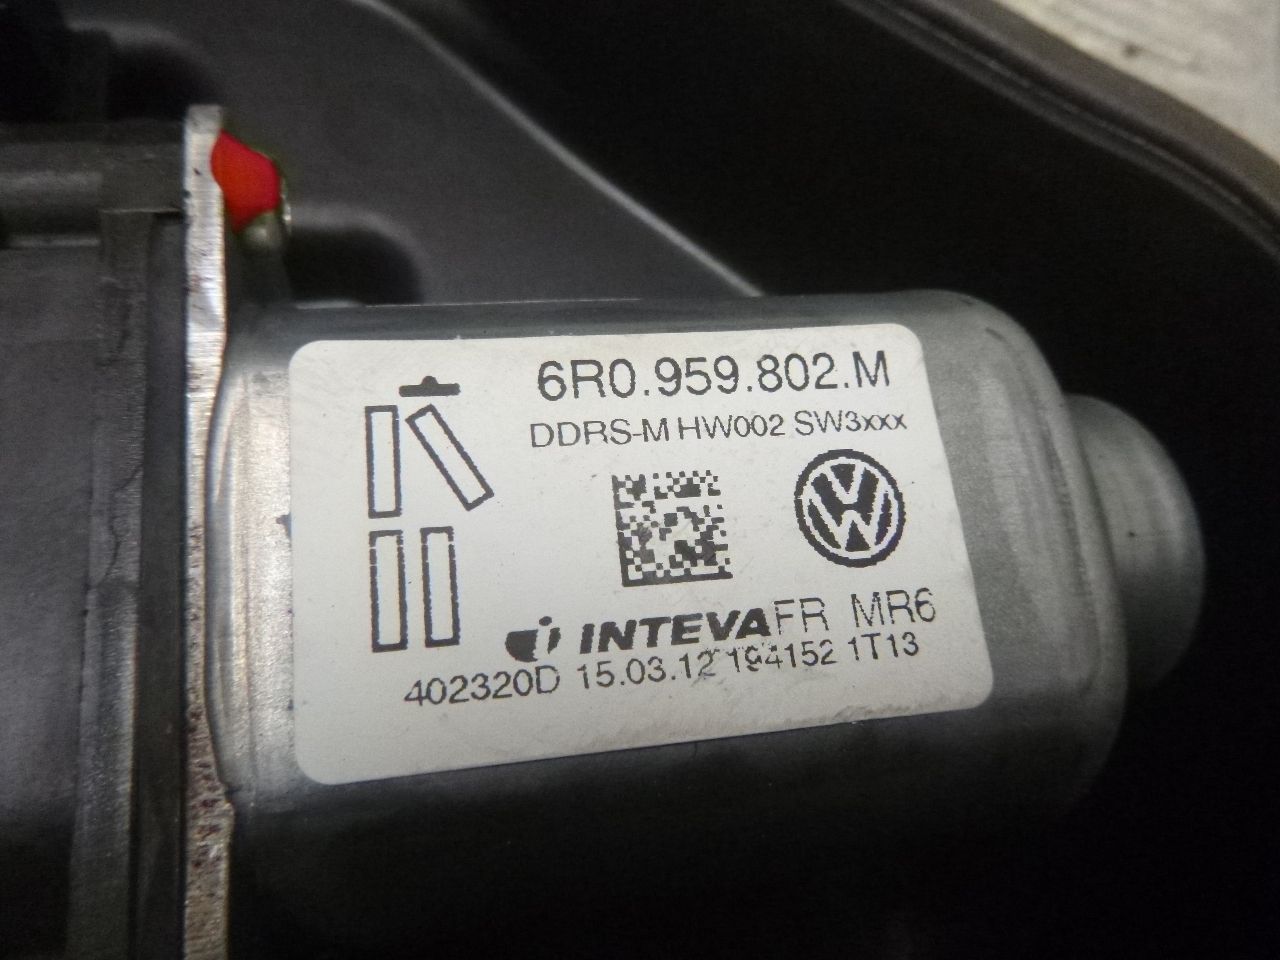 6R0.959.802.M
DDRS-M HW002 SW3xxx
INTEVA FR MR6
402320D 15.03.12 194152 1T13